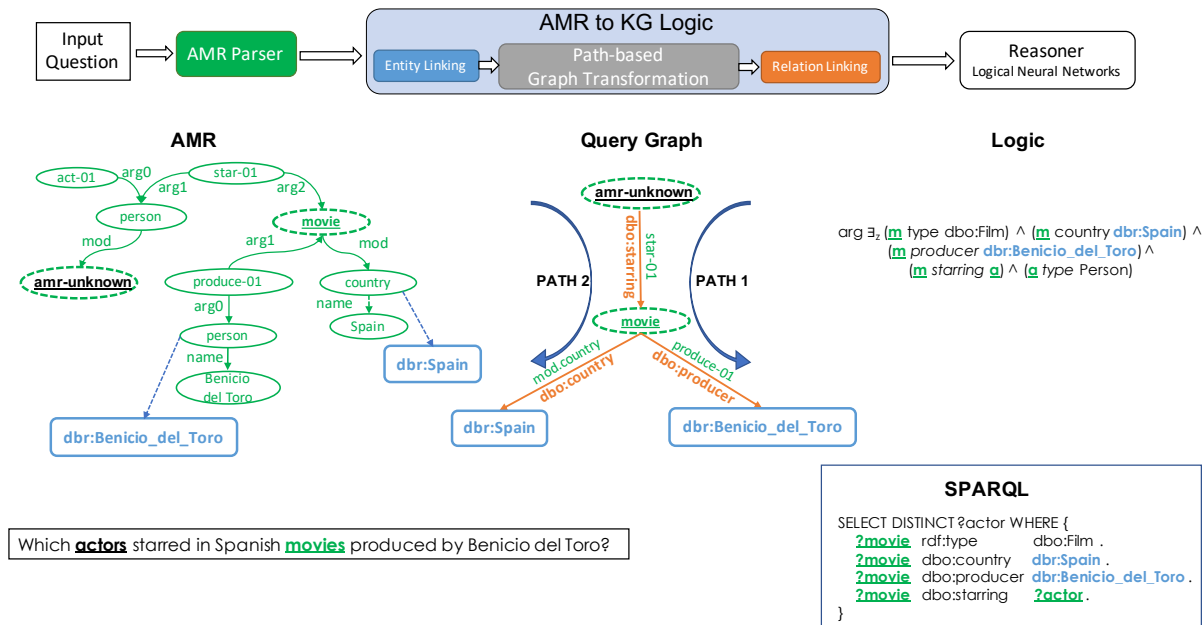 Input
Question
AMR Parser
AMR to KG Logic
Entity Linking
Path-based
Graph Transformation
Relation Linking
Reasoner
Logical Neural Networks
AMR
act-01
arg0
arg1
star-01
arg2
person
movie
mod
arg1
mod
amr-unknown
produce-01
country
arg0
name
person
Spain
name
Benicio
del Toro
dbr:Spain
dbr:Benicio_del_Toro
Query Graph
amr-unknown
star-01
dbo:starring
PATH 2
PATH 1
movie
mod.country
dbo:country
produce-01
dbo:producer
dbr:Spain
dbr:Benicio_del_Toro
Logic
arg ∃z (m type dbo:Film) ^ (m country dbr:Spain) ^
(m producer dbr:Benicio_del_Toro) ^
(m starring a) ^ (a type Person)
Which actors starred in Spanish movies produced by Benicio del Toro?
SPARQL
SELECT DISTINCT ?actor WHERE {
?movie rdf:type dbo:Film .
?movie dbo:country dbr:Spain .
?movie dbo:producer dbr:Benicio_del_Toro .
?movie dbo:starring ?actor .
}